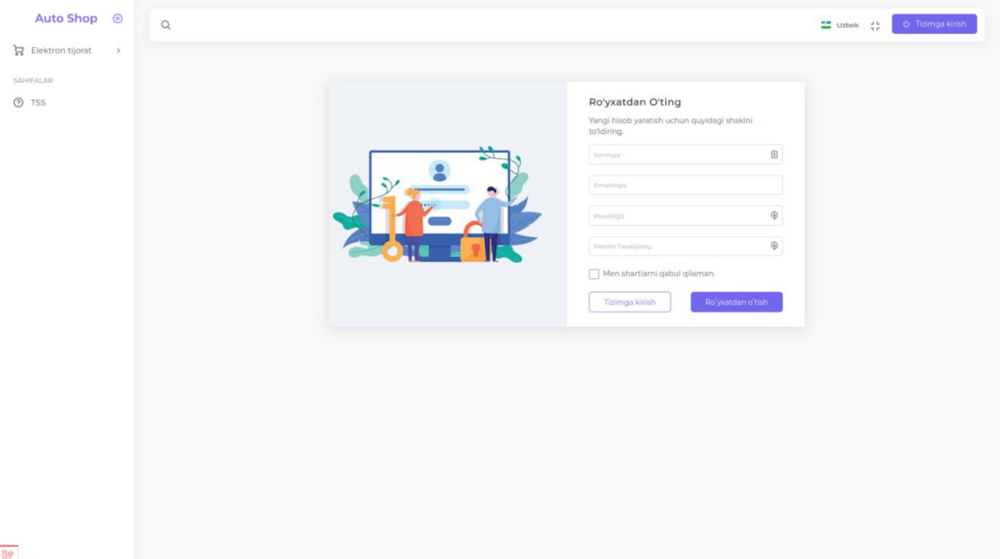 Auto Shop
Elektron tijorat
SAHIFALAR
TSS
Uzbek
Tizimga kirish
Ro'yxatdan O'ting
Yangi hisob yaratish uchun quyidagi shaklni
to'ldiring.
Ismingiz
Emailingiz
Parolingiz
Parolni Tasdiqlang
Men shartlarni qabul qilaman.
Tizimga kirish
Ro'yxatdan o'tish